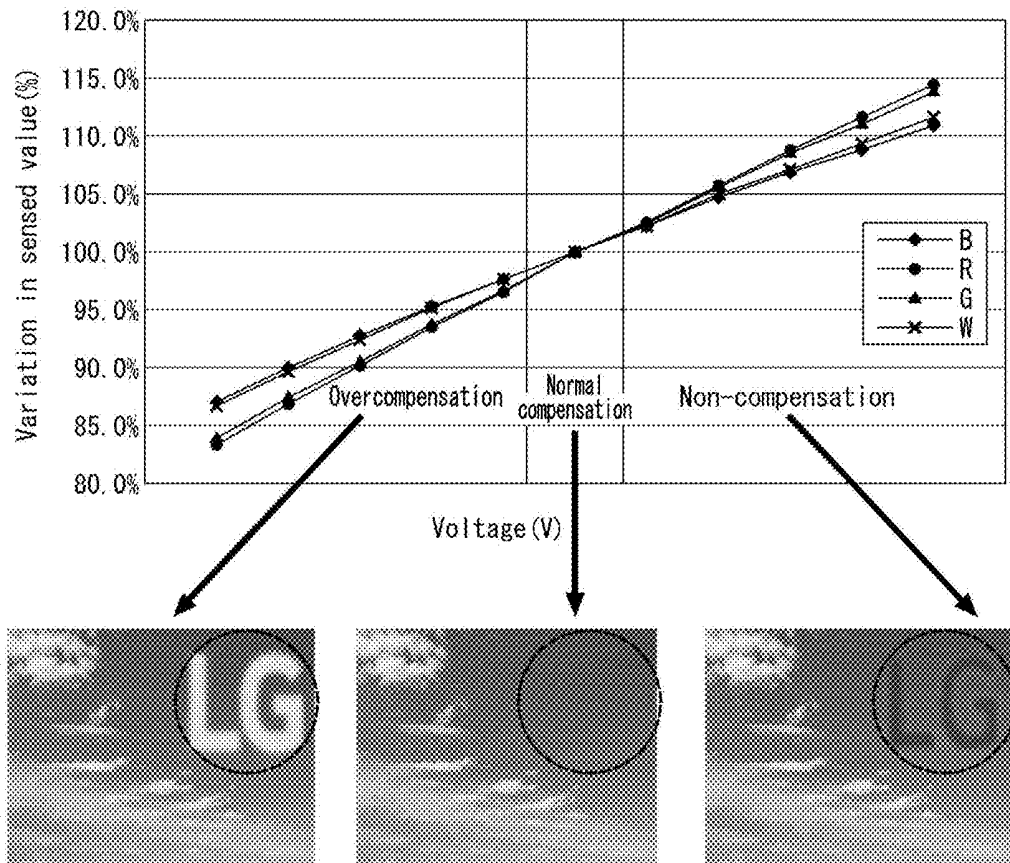 120.0%
115.0%
110.0%
105.0%
100.0%
95.0%
90.0%
85.0%
80.0%
Variation in sensed value(%)
B
R
G
W
Overcompensation
Normal
compensation
Non-compensation
Voltage(V)
LG
LG